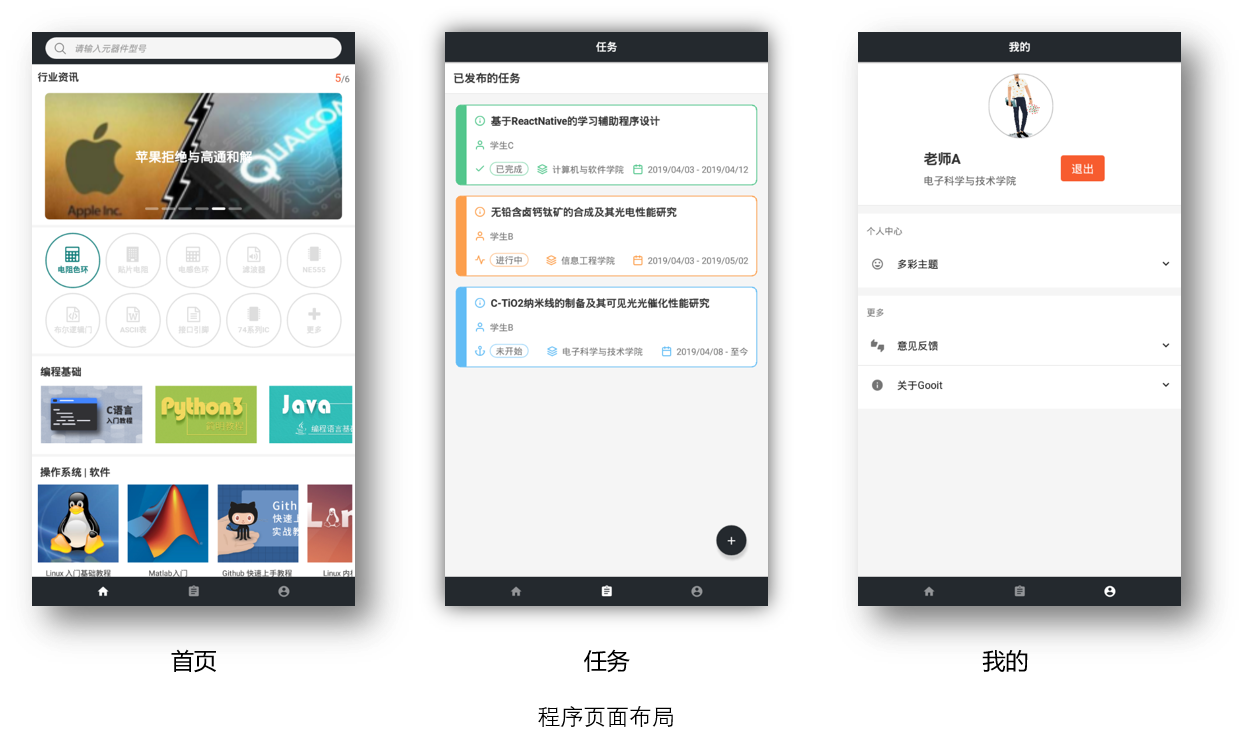 请输入元器件型号
行业资讯
5/6
苹果拒绝与高通和解
QUALCOM
Apple Inc.
电阻色环
贴片电阻
电感色环
滤波器
NE555
布尔逻辑门
ASCII表
接口引脚
74系列IC
更多
编程基础
C语言
入门教程
Python3
Java
编程语言基
操作系统 | 软件
Gith
快速上
实战教
Linux 入门基础教程
Matlab入门
Github 快速上手教程
Linux 内核
任务
已发布的任务
基于ReactNative的学习辅助程序设计
学生C
已完成 计算机与软件学院 2019/04/03 - 2019/04/12
无铅含卤钙钛矿的合成及其光电性能研究
学生B
进行中 信息工程学院 2019/04/03 - 2019/05/02
C-TiO2纳米线的制备及其可见光光催化性能研究
学生B
未开始 电子科学与技术学院 2019/04/08 - 至今
+
我的
老师A
电子科学与技术学院
退出
个人中心
多彩主题
更多
意见反馈
关于Gooit
首页
任务
我的
程序页面布局